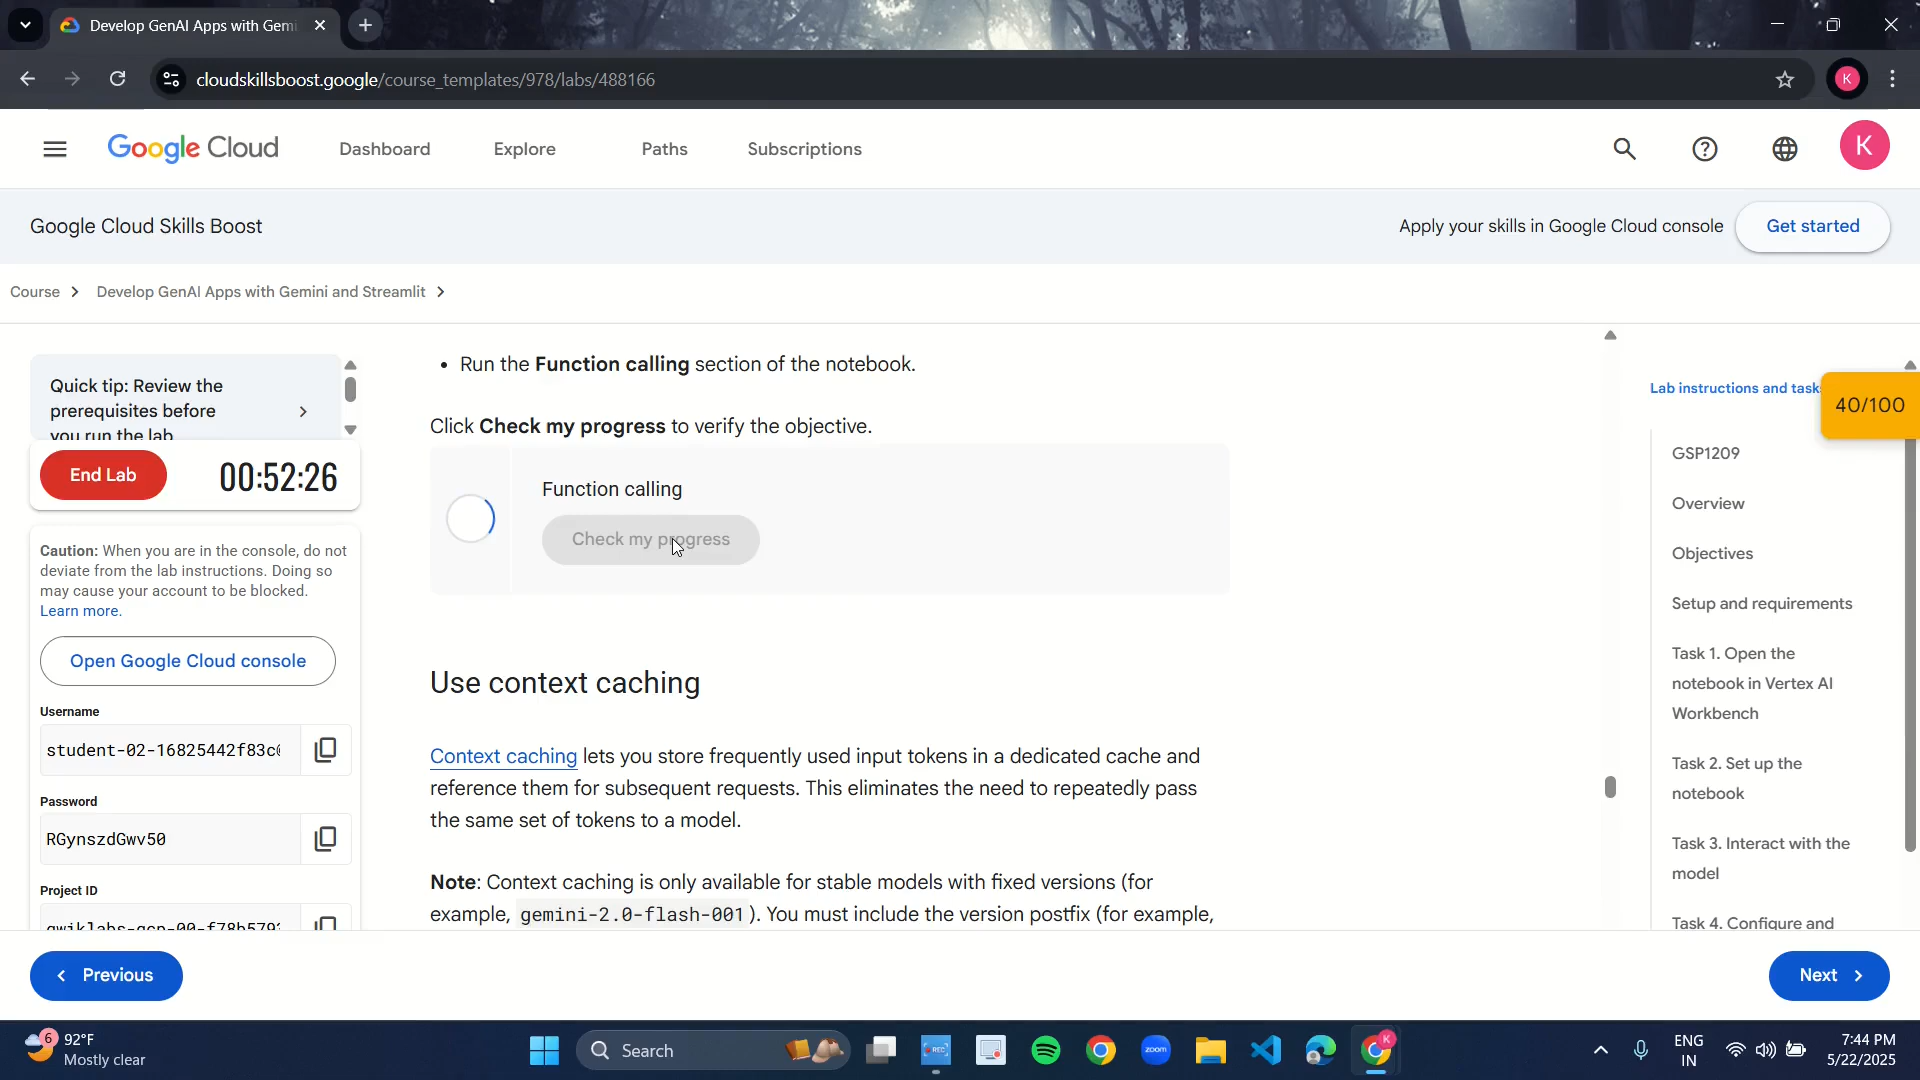 Develop GenAI Apps with Gemi
cloudskillsboost.google/course_templates/978/labs/488166
K
Google Cloud
Dashboard
Explore
Paths
Subscriptions
K
Google Cloud Skills Boost
Apply your skills in Google Cloud console
Get started
Course
Develop GenAI Apps with Gemini and Streamlit
Quick tip: Review the
prerequisites before
you run the lab
End Lab
00:52:26
Caution: When you are in the console, do not
deviate from the lab instructions. Doing so
may cause your account to be blocked.
Learn more.
Open Google Cloud console
Username
student-02-16825442f83c
Password
RGynszdGwv50
Project ID
qwiklabs-gcp-00-f78b579
Run the Function calling section of the notebook.
Click Check my progress to verify the objective.
Function calling
Check my progress
Use context caching
Context caching lets you store frequently used input tokens in a dedicated cache and
reference them for subsequent requests. This eliminates the need to repeatedly pass
the same set of tokens to a model.
Note: Context caching is only available for stable models with fixed versions (for
example, gemini-2.0-flash-001). You must include the version postfix (for example,
Lab instructions and task
40/100
GSP1209
Overview
Objectives
Setup and requirements
Task 1. Open the
notebook in Vertex AI
Workbench
Task 2. Set up the
notebook
Task 3. Interact with the
model
Task 4. Configure and
Previous
Next
6
92°F
Mostly clear
Search
REC
zoom
K
ENG
IN
7:44 PM
5/22/2025